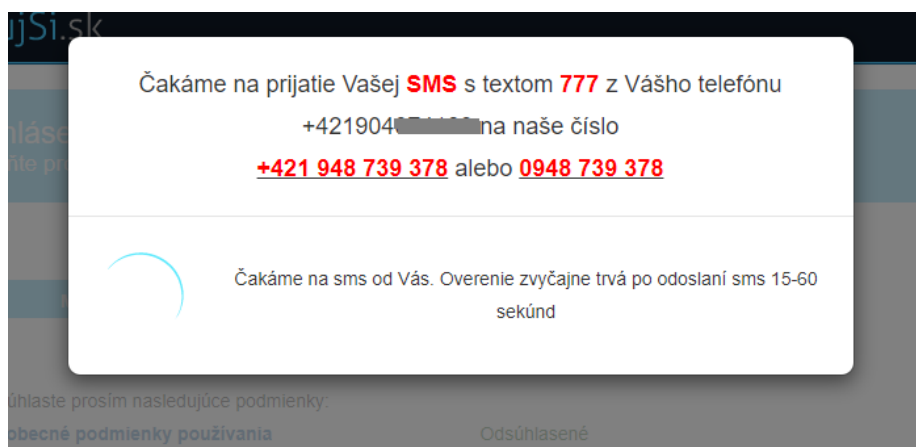 ujSi.sk
Čakáme na prijatie Vašej SMS s textom 777 z Vášho telefónu
+421904 na naše číslo
+421 948 739 378 alebo 0948 739 378
Čakáme na sms od Vás. Overenie zvyčajne trvá po odoslaní sms 15-60
sekúnd
úhlaste prosím nasledujúce podmienky:
obecné podmienky používania Odsúhlasené